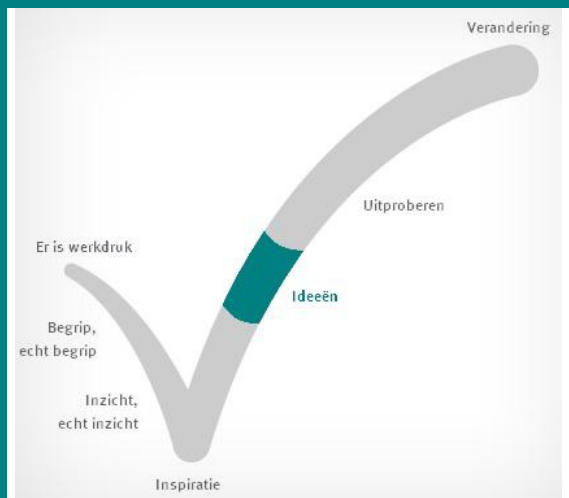 Verandering
Uitproberen
Er is werkdruk
Ideeën
Begrip,
echt begrip
Inzicht,
echt inzicht
Inspiratie